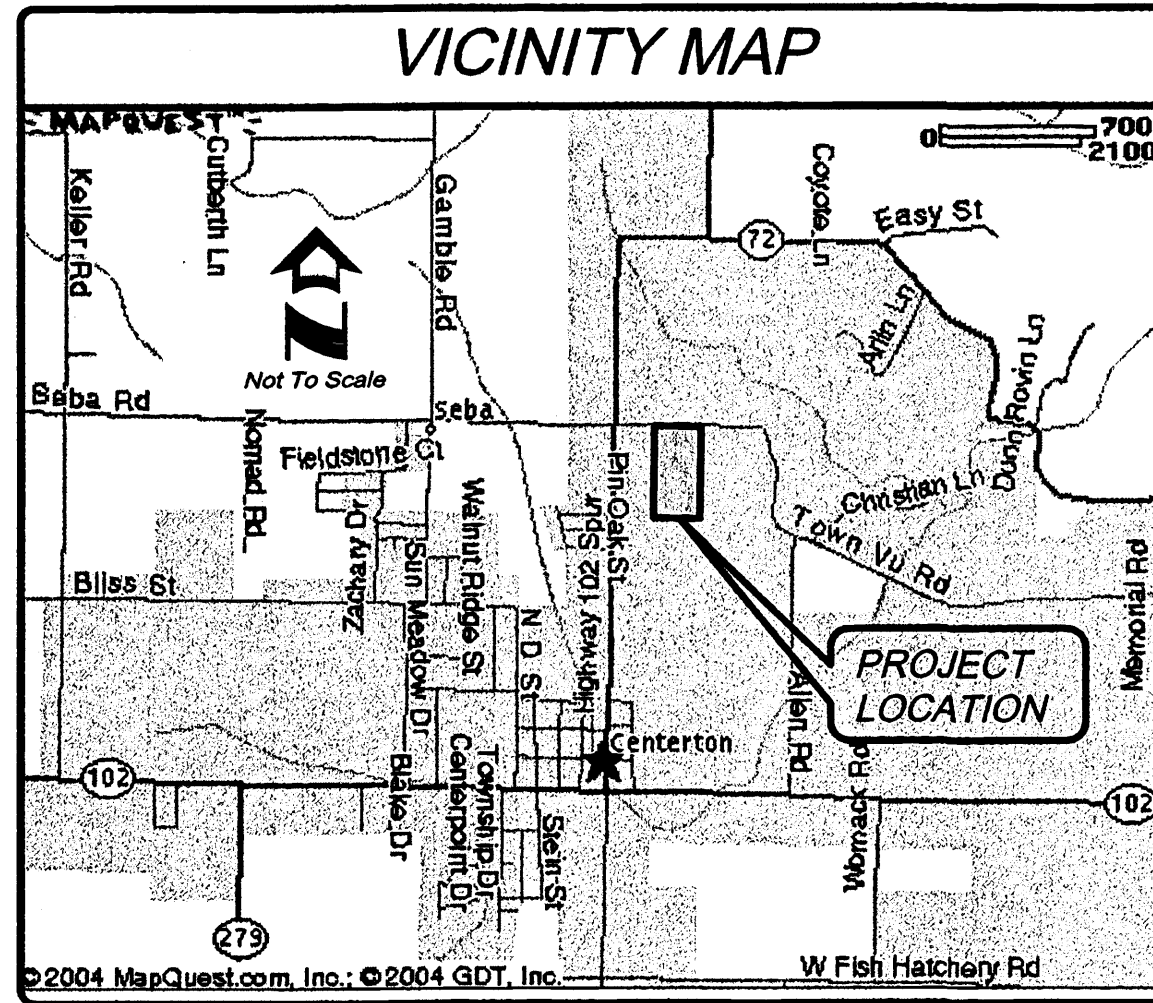 VICINITY MAP
MAPQUEST
0 700
2100
Keller Rd
Cutberth Ln
Gamble Rd
Coyote Ln
Easy St
72
Arlin Ln
Dunn Rovin Ln
Not To Scale
Seba Rd
Seba
Nomad Rd
Fieldstone Ct
Zachary Dr
Walnut Ridge St
Sun Meadow Dr
Highway 102 Spur
Pin Oak St
Christian Ln
Town Vu Rd
Memorial Rd
Bliss St
N D St
Allen Rd
PROJECT
LOCATION
Centerton
102
Blake Dr
Centerpoint Dr
Township Dr
Stein St
Womack Rd
102
279
©2004 MapQuest.com, Inc.; ©2004 GDT, Inc.
W Fish Hatchery Rd